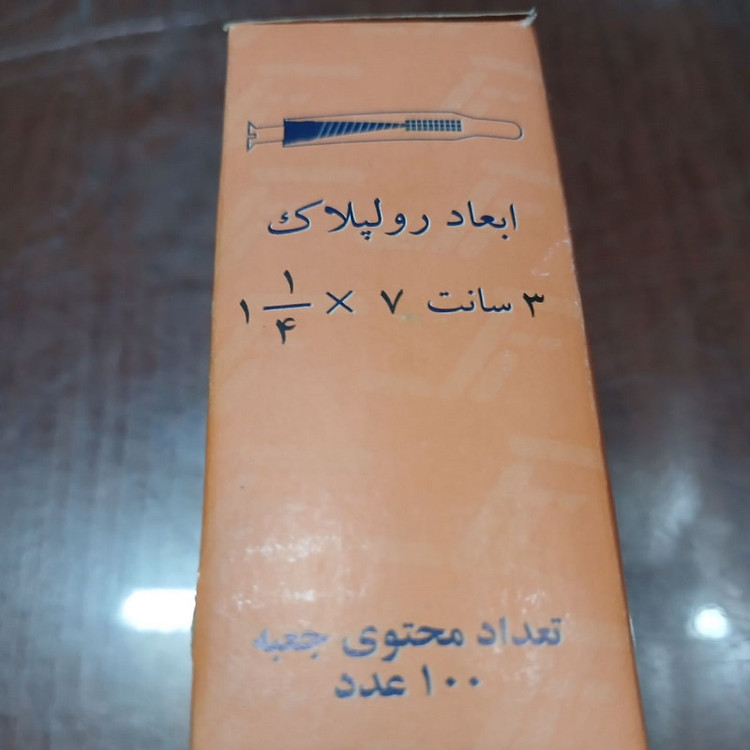 ابعاد رولپلاک
۳ سانت ۷ × ۱ ۱/۴
تعداد محتوی جعبه
۱۰۰ عدد